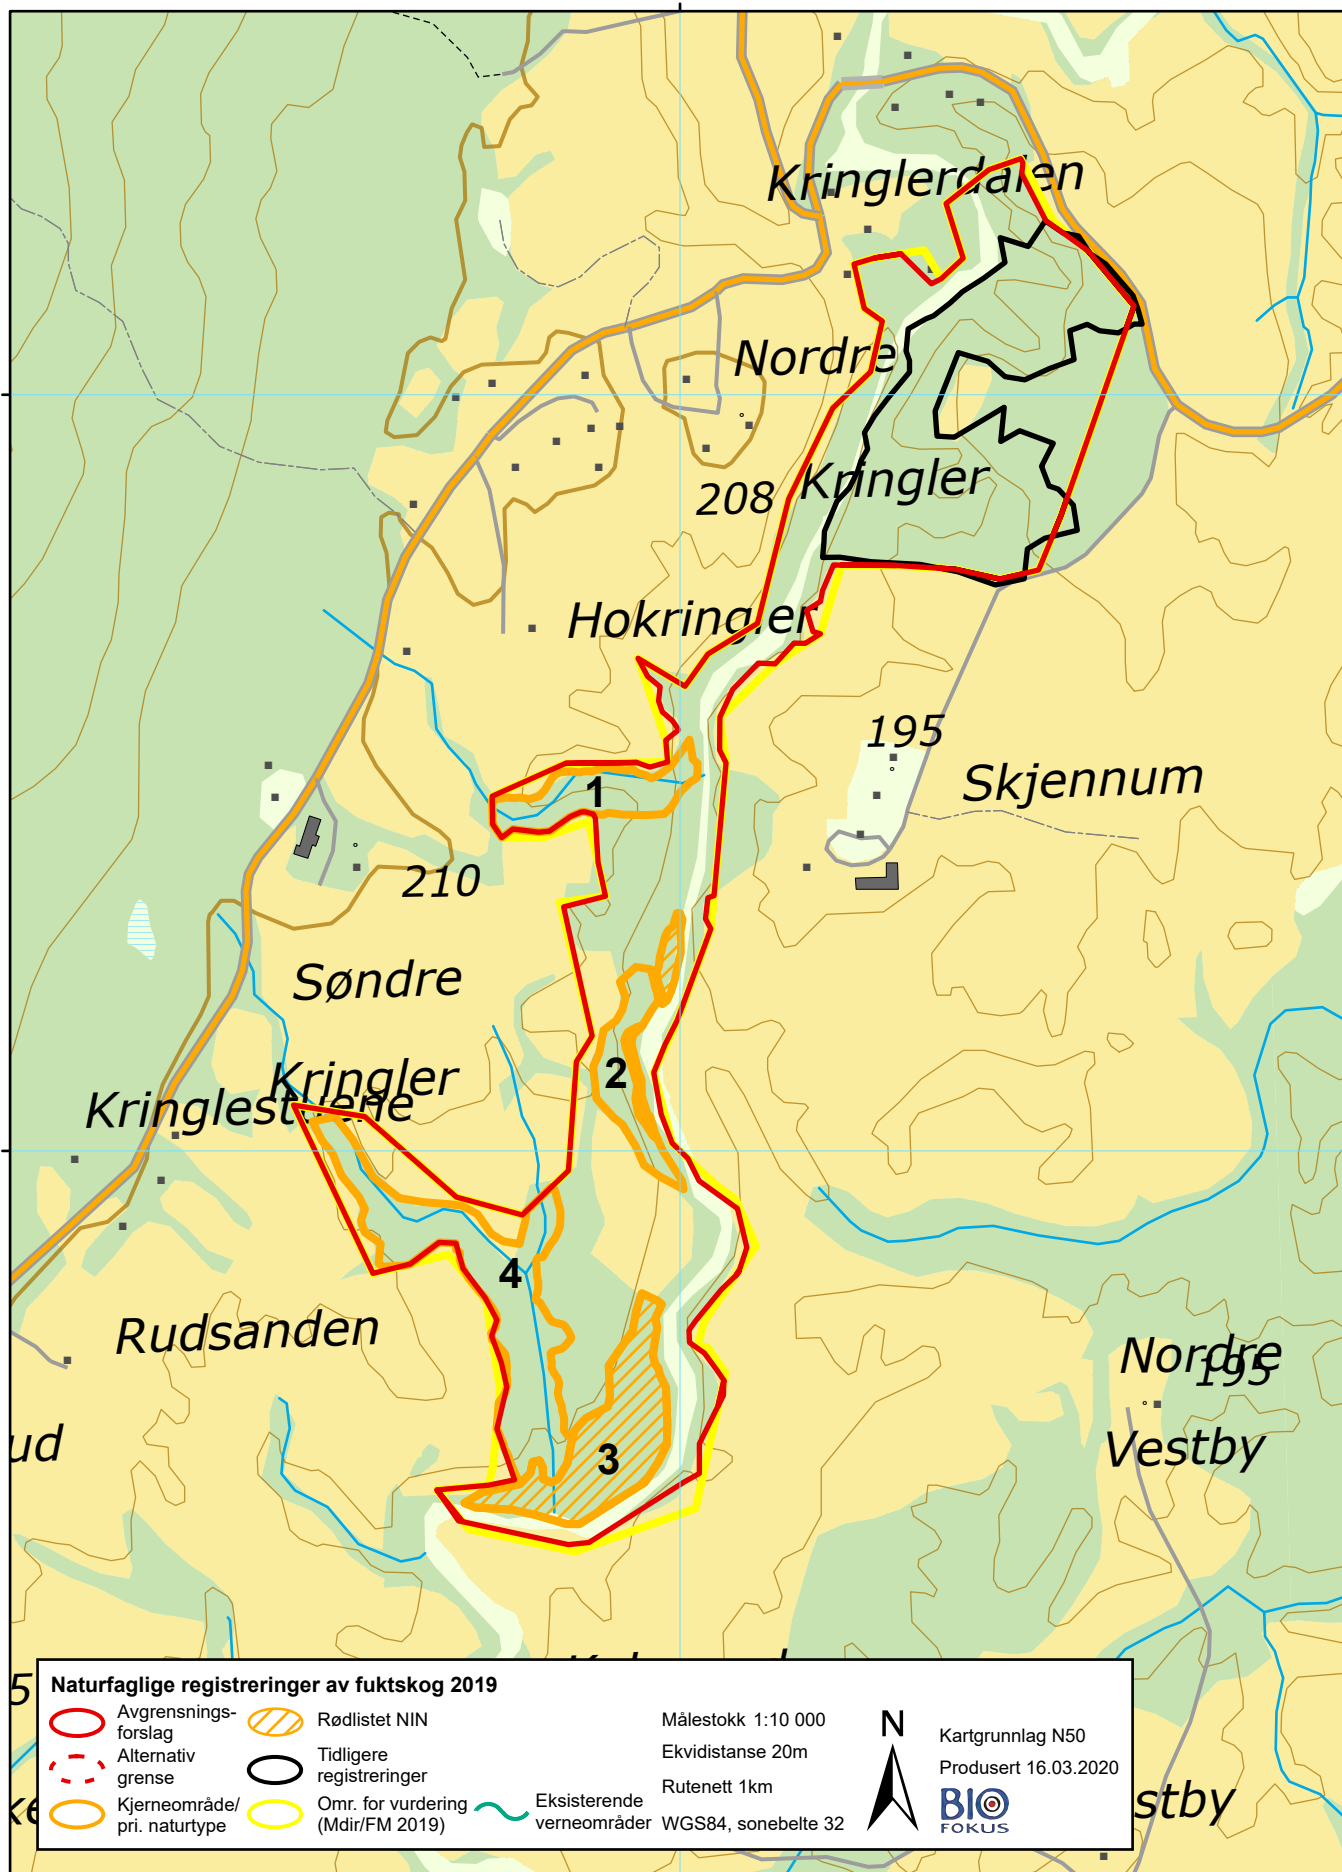 Kringlerdalen
Nordre
Kringler
208
Hokringler
195
Skjennum
1
210
Søndre
Kringler
2
Kringlestuene
4
Rudsanden
Nordre
195
Vestby
ud
3
5
stby
Naturfaglige registreringer av fuktskog 2019
Avgrensnings-
forslag
Alternativ
grense
Kjerneområde/
pri. naturtype
Rødlistet NIN
Tidligere
registreringer
Omr. for vurdering
(Mdir/FM 2019)
Eksisterende
verneområder
Målestokk 1:10 000
Ekvidistanse 20m
Rutenett 1km
WGS84, sonebelte 32
N
Kartgrunnlag N50
Produsert 16.03.2020
BIO
FOKUS